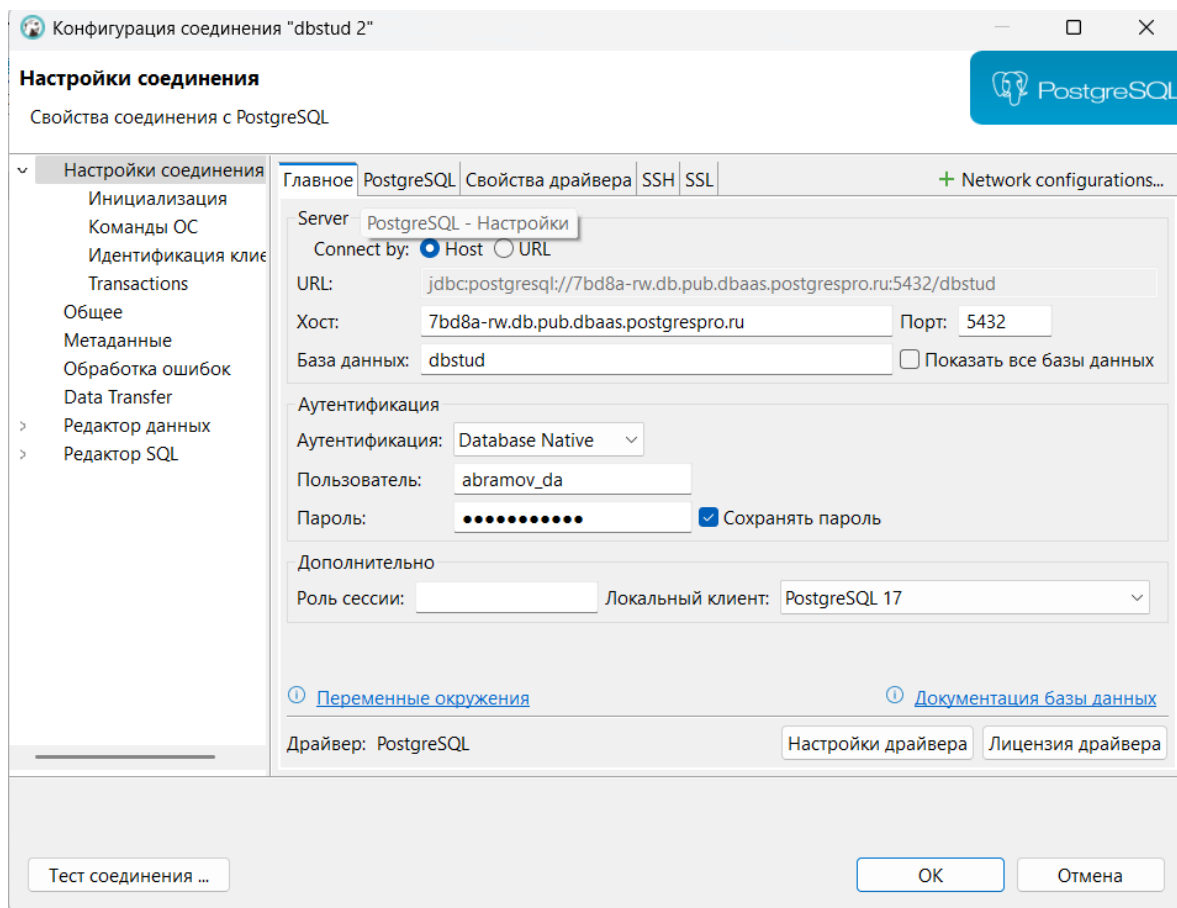 Конфигурация соединения "dbstud 2"
Настройки соединения
Свойства соединения с PostgreSQL
PostgreSQL
Настройки соединения
Инициализация
Команды ОС
Идентификация клие
Transactions
Общее
Метаданные
Обработка ошибок
Data Transfer
Редактор данных
Редактор SQL
Главное PostgreSQL Свойства драйвера SSH SSL + Network configurations...
Server
PostgreSQL - Настройки
Connect by: Host URL
URL: jdbc:postgresql://7bd8a-rw.db.pub.dbaas.postgrespro.ru:5432/dbstud
Хост: 7bd8a-rw.db.pub.dbaas.postgrespro.ru Порт: 5432
База данных: dbstud Показать все базы данных
Аутентификация
Аутентификация: Database Native
Пользователь: abramov_da
Пароль: ••••••••••• Сохранять пароль
Дополнительно
Роль сессии: Локальный клиент: PostgreSQL 17
Переменные окружения Документация базы данных
Драйвер: PostgreSQL Настройки драйвера Лицензия драйвера
Тест соединения ... ОК Отмена